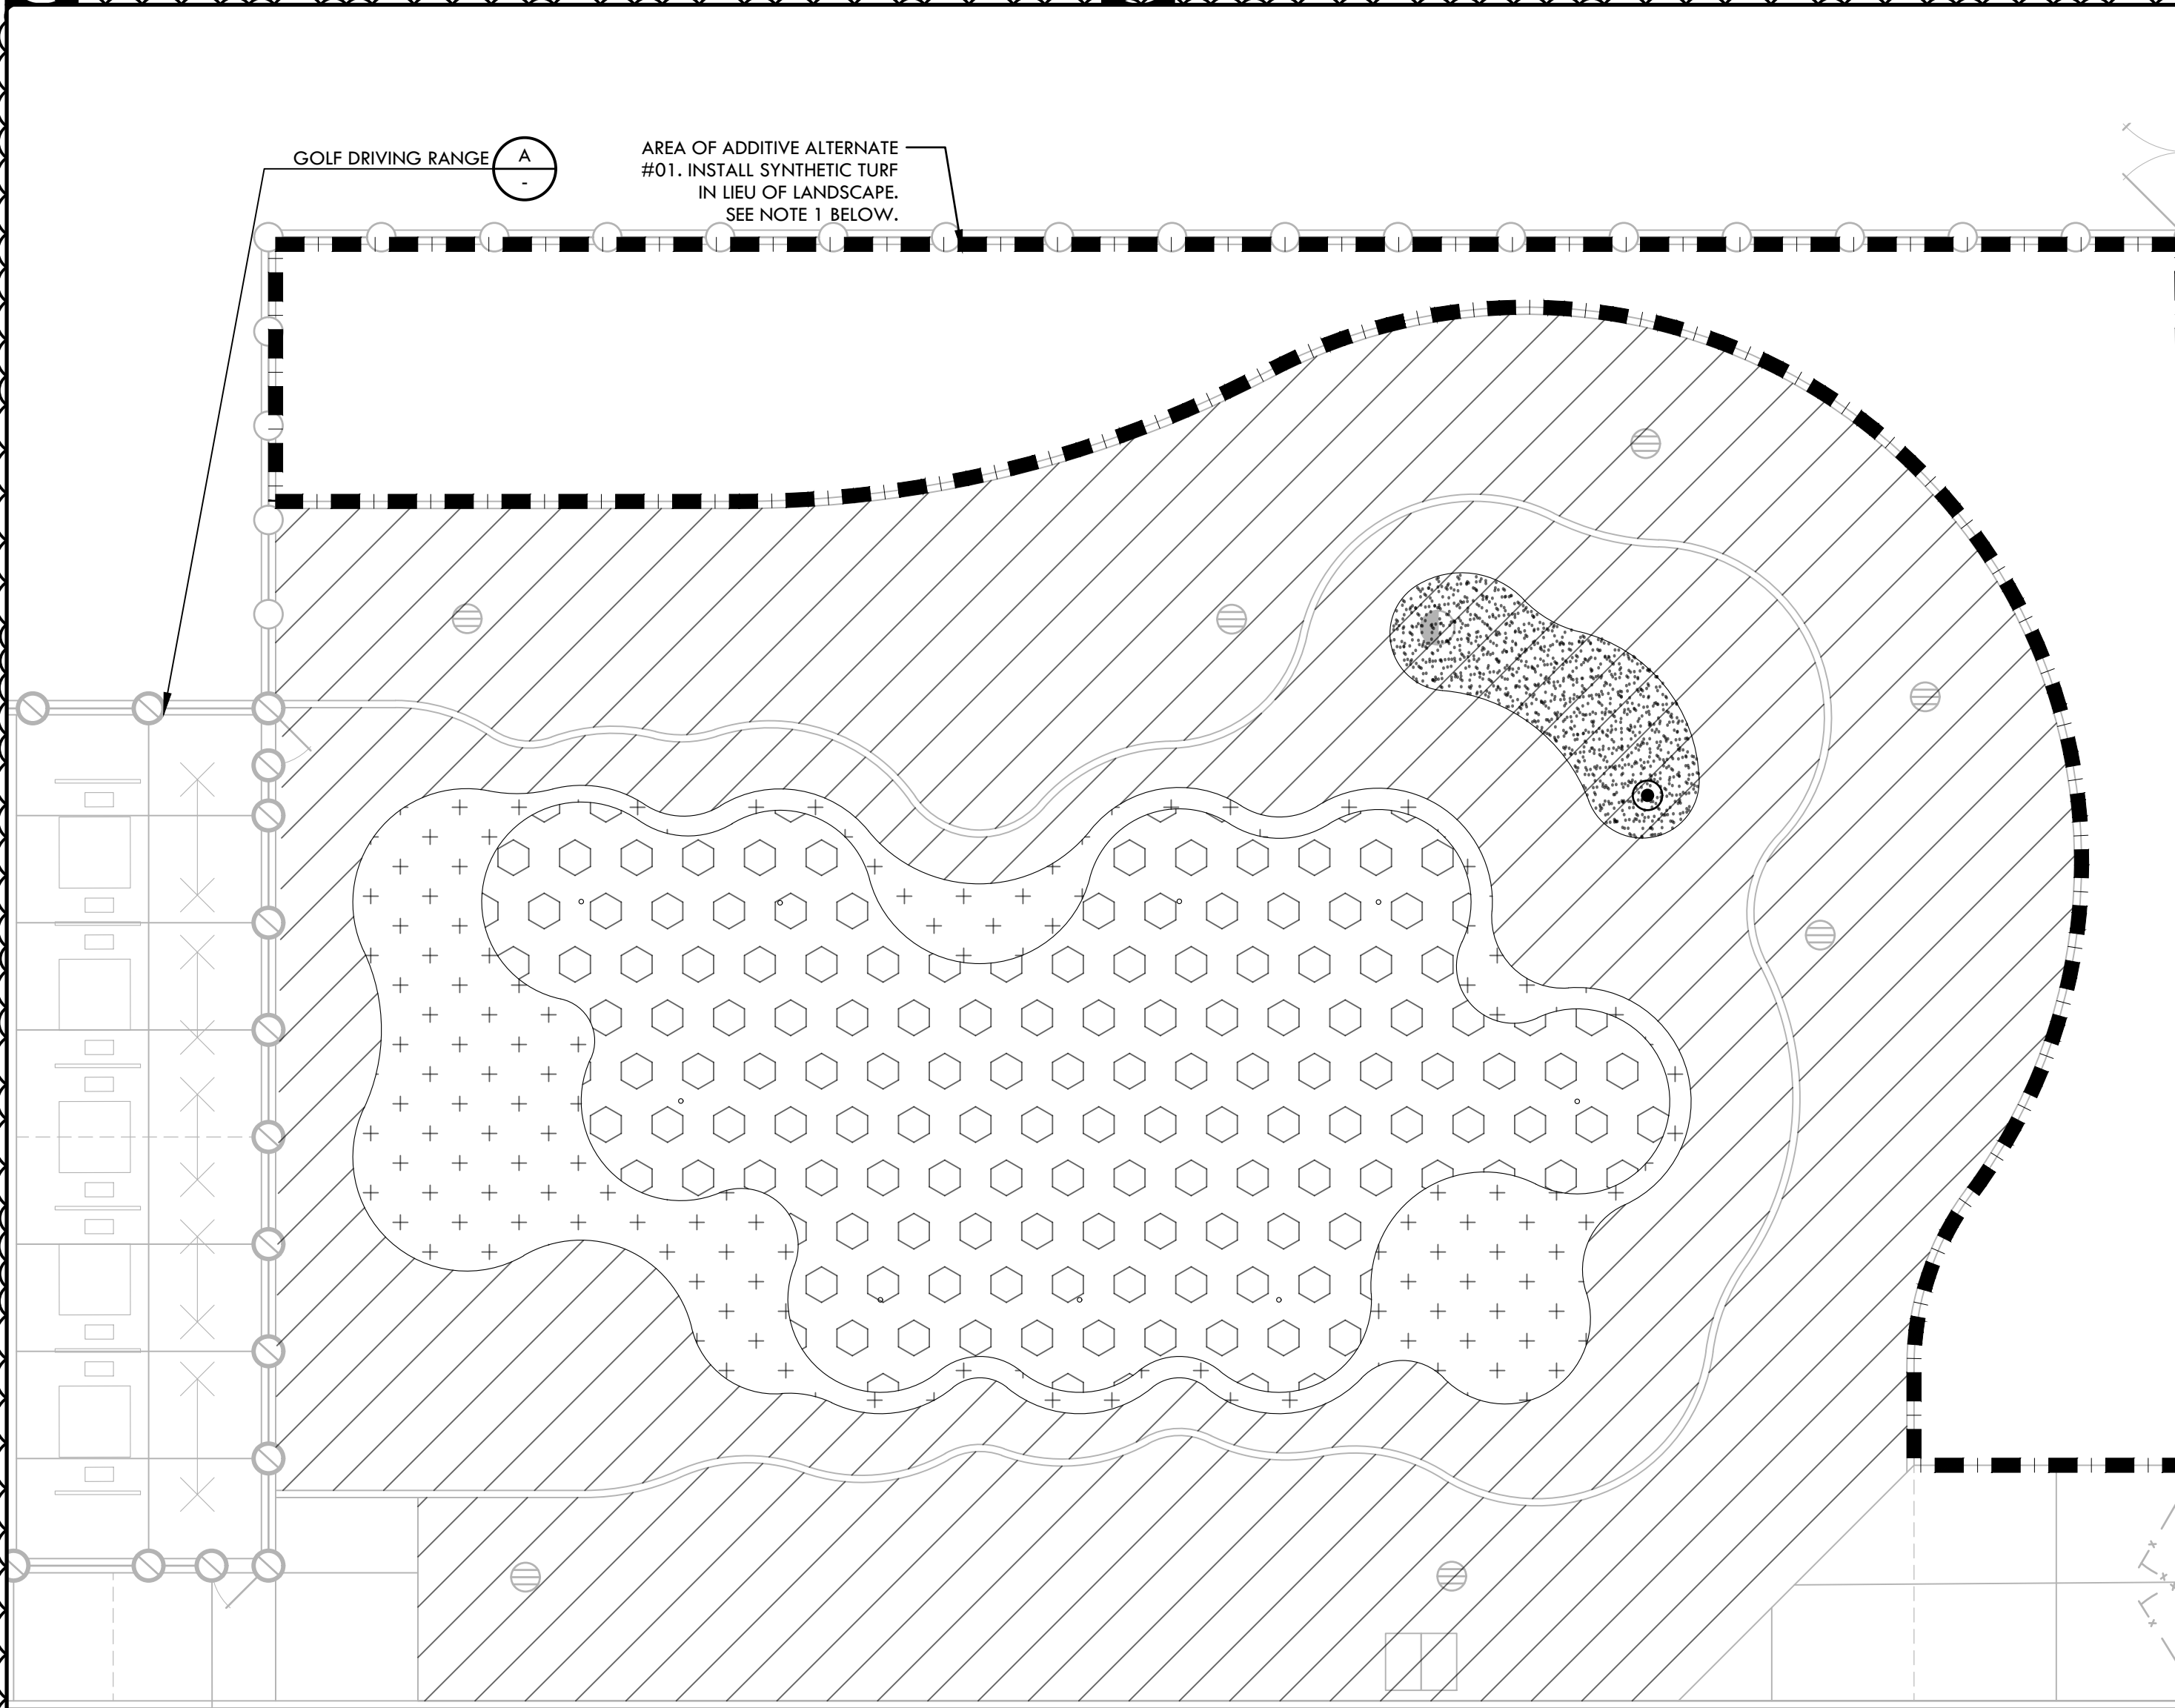 GOLF DRIVING RANGE
A
-
AREA OF ADDITIVE ALTERNATE
#01. INSTALL SYNTHETIC TURF
IN LIEU OF LANDSCAPE.
SEE NOTE 1 BELOW.